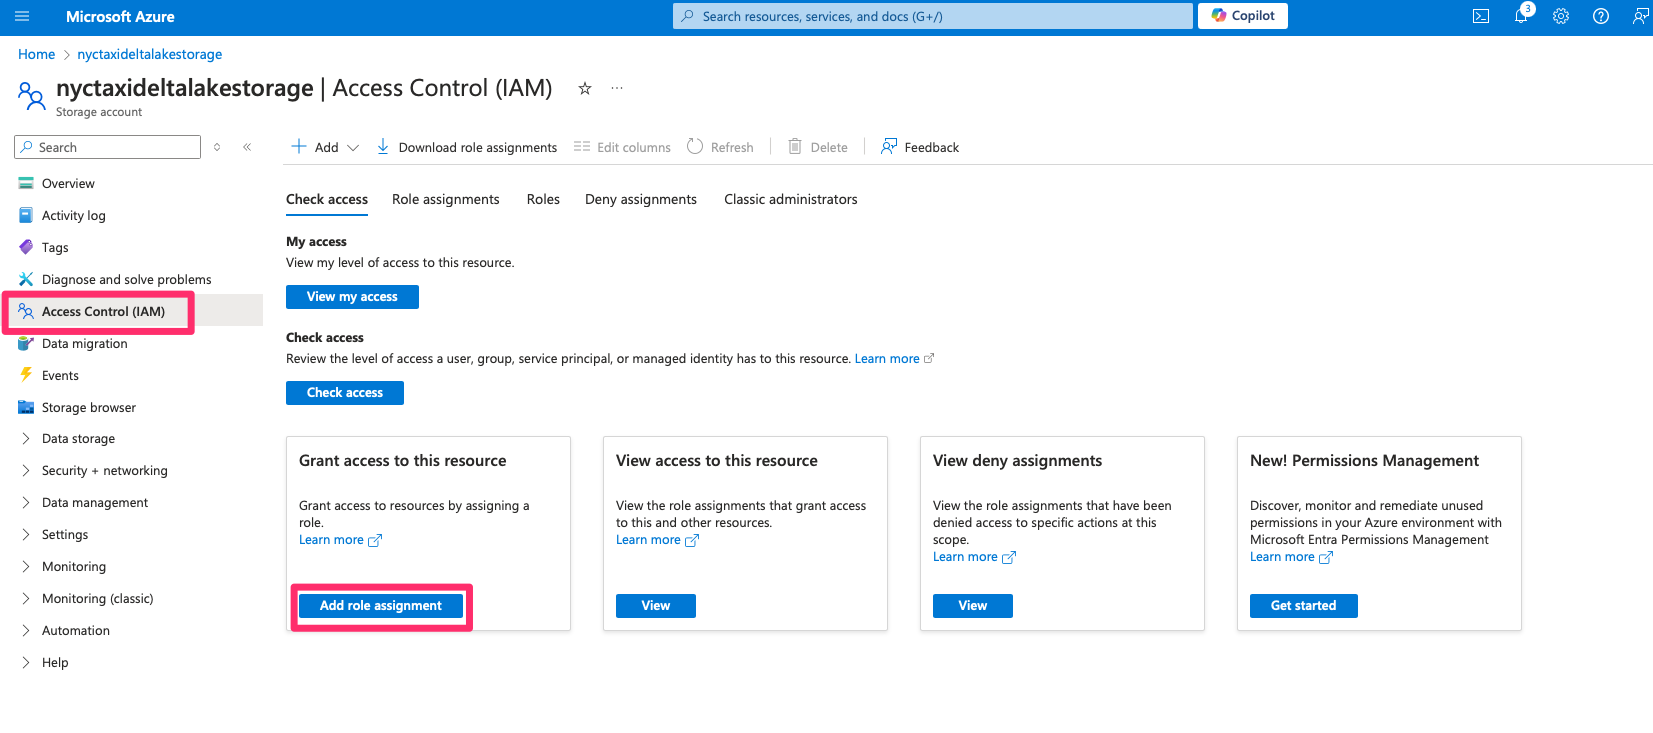 Microsoft Azure
Search resources, services, and docs (G+/)
Copilot
3
Home > nyctaxideltalakestorage
nyctaxideltalakestorage | Access Control (IAM)
Storage account
Search
Add
Download role assignments
Edit columns
Refresh
Delete
Feedback
Overview
Activity log
Tags
Diagnose and solve problems
Access Control (IAM)
Data migration
Events
Storage browser
Data storage
Security + networking
Data management
Settings
Monitoring
Monitoring (classic)
Automation
Help
Check access
Role assignments
Roles
Deny assignments
Classic administrators
My access
View my level of access to this resource.
View my access
Check access
Review the level of access a user, group, service principal, or managed identity has to this resource. Learn more
Check access
Grant access to this resource
Grant access to resources by assigning a
role.
Learn more
Add role assignment
View access to this resource
View the role assignments that grant access
to this and other resources.
Learn more
View
View deny assignments
View the role assignments that have been
denied access to specific actions at this
scope.
Learn more
View
New! Permissions Management
Discover, monitor and remediate unused
permissions in your Azure environment with
Microsoft Entra Permissions Management
Learn more
Get started